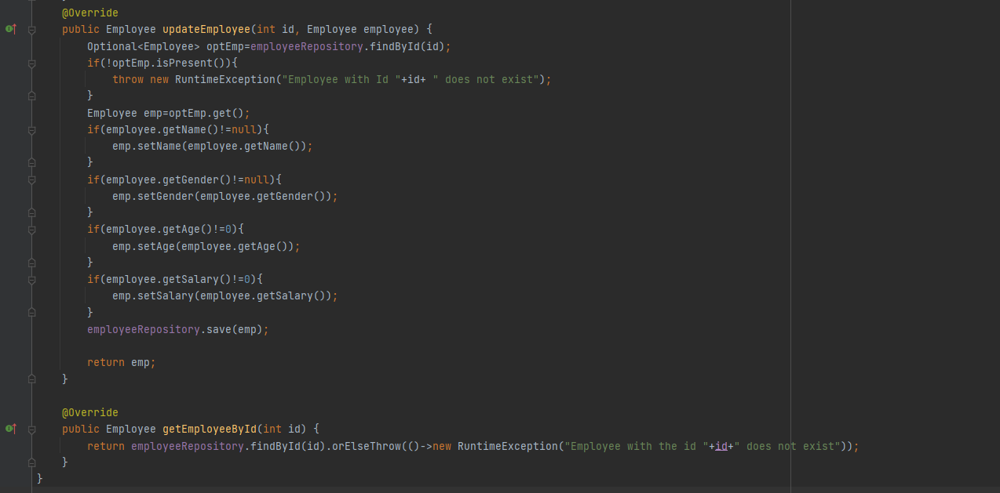 @Override
public Employee updateEmployee(int id, Employee employee) {
Optional<Employee> optEmp=employeeRepository.findById(id);
if(!optEmp.isPresent()){
throw new RuntimeException("Employee with Id "+id+ " does not exist");
}
Employee emp=optEmp.get();
if(employee.getName()!=null){
emp.setName(employee.getName());
}
if(employee.getGender()!=null){
emp.setGender(employee.getGender());
}
if(employee.getAge()!=0){
emp.setAge(employee.getAge());
}
if(employee.getSalary()!=0){
emp.setSalary(employee.getSalary());
}
employeeRepository.save(emp);
return emp;
}
@Override
public Employee getEmployeeById(int id) {
return employeeRepository.findById(id).orElseThrow(()->new RuntimeException("Employee with the id "+id+" does not exist"));
}
}